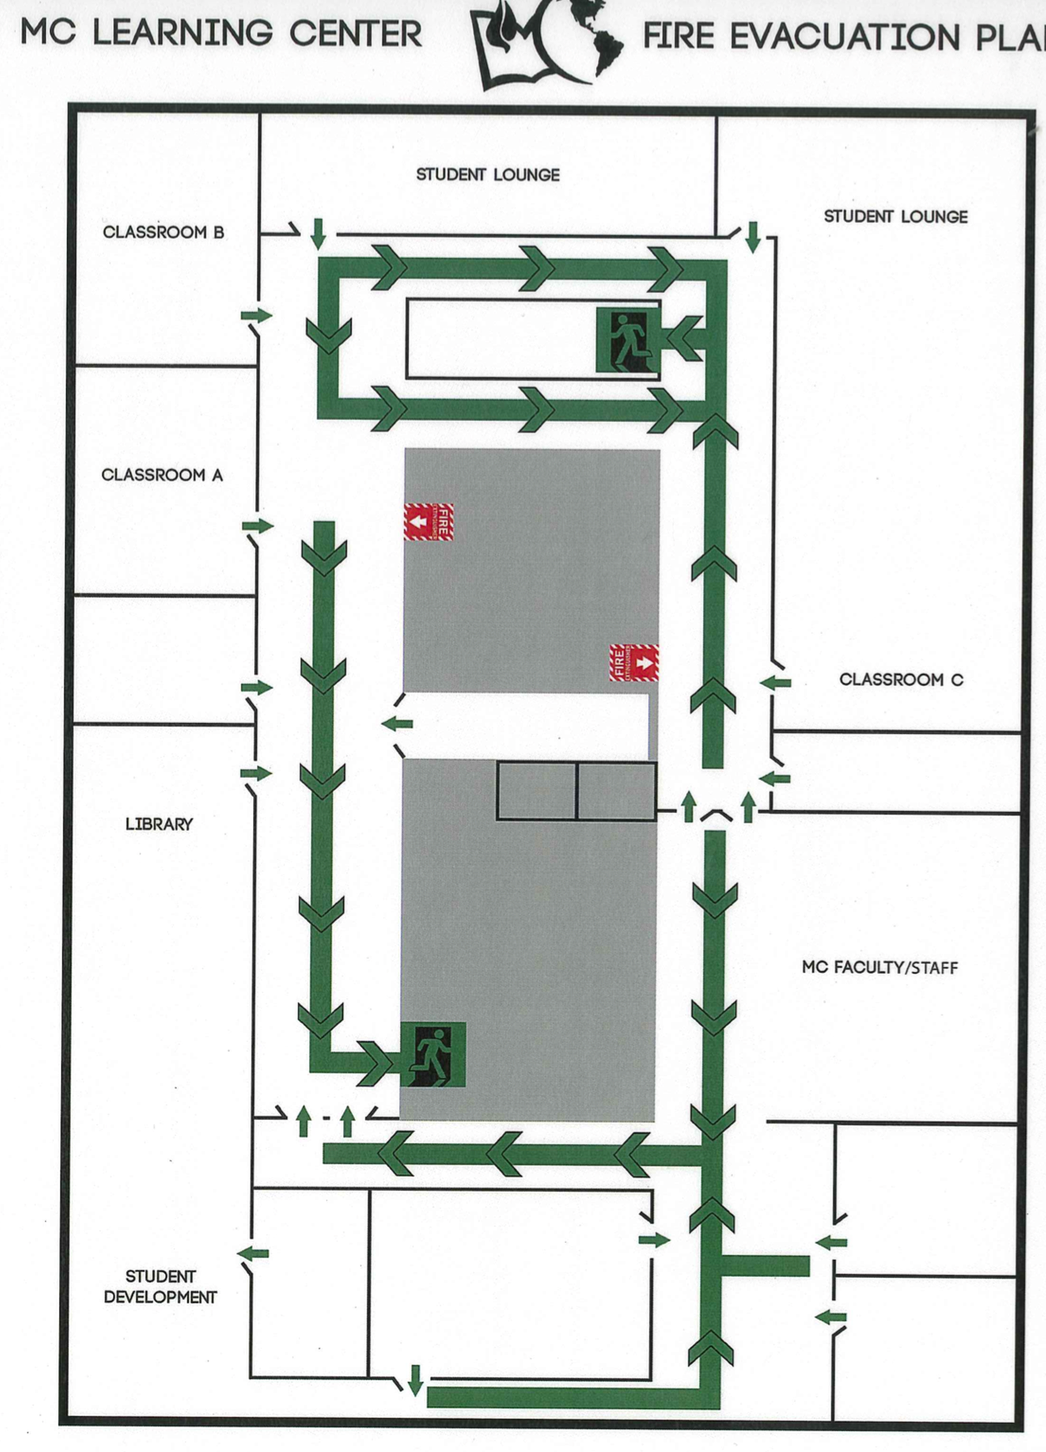 MC LEARNING CENTER
FIRE EVACUATION PLA
STUDENT LOUNGE
STUDENT LOUNGE
CLASSROOM B
CLASSROOM A
FIRE
FIRE
CLASSROOM C
LIBRARY
MC FACULTY/STAFF
STUDENT
DEVELOPMENT